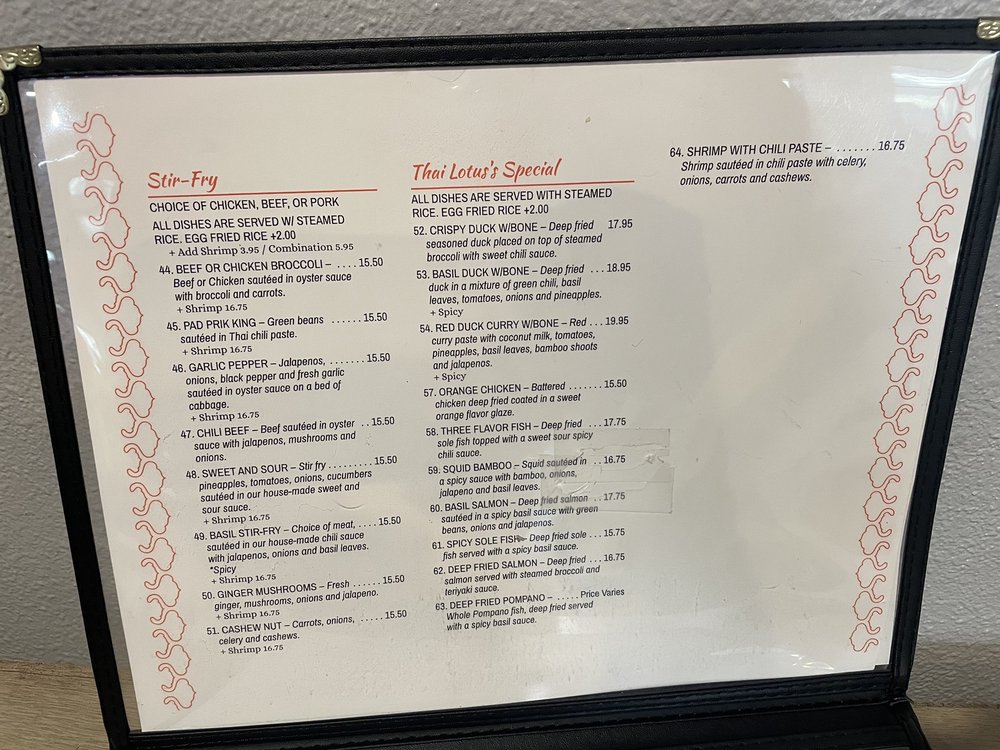 Stir-Fry
CHOICE OF CHICKEN, BEEF, OR PORK
ALL DISHES ARE SERVED W/ STEAMED
RICE. EGG FRIED RICE +2.00
+ Add Shrimp 3.95 / Combination 5.95
44. BEEF OR CHICKEN BROCCOLI – .... 15.50
Beef or Chicken sautéed in oyster sauce
with broccoli and carrots.
+ Shrimp 16.75
45. PAD PRIK KING – Green beans ...... 15.50
sautéed in Thai chili paste.
+ Shrimp 16.75
46. GARLIC PEPPER – Jalapenos, ....... 15.50
onions, black pepper and fresh garlic
sautéed in oyster sauce on a bed of
cabbage.
+ Shrimp 16.75
47. CHILI BEEF – Beef sautéed in oyster .. 15.50
sauce with jalapenos, mushrooms and
onions.
48. SWEET AND SOUR – Stir fry ......... 15.50
pineapples, tomatoes, onions, cucumbers
sautéed in our house-made sweet and
sour sauce.
+ Shrimp 16.75
49. BASIL STIR-FRY – Choice of meat, .... 15.50
sautéed in our house-made chili sauce
with jalapenos, onions and basil leaves.
*Spicy
+ Shrimp 16.75
50. GINGER MUSHROOMS – Fresh ...... 15.50
ginger, mushrooms, onions and jalapeno.
+ Shrimp 16.75
51. CASHEW NUT – Carrots, onions, ..... 15.50
celery and cashews.
+ Shrimp 16.75
Thai Lotus's Special
ALL DISHES ARE SERVED WITH STEAMED
RICE. EGG FRIED RICE +2.00
52. CRISPY DUCK W/BONE – Deep fried 17.95
seasoned duck placed on top of steamed
broccoli with sweet chili sauce.
53. BASIL DUCK W/BONE – Deep fried ... 18.95
duck in a mixture of green chili, basil
leaves, tomatoes, onions and pineapples.
+ Spicy
54. RED DUCK CURRY W/BONE – Red ... 19.95
curry paste with coconut milk, tomatoes,
pineapples, basil leaves, bamboo shoots
and jalapenos.
+ Spicy
57. ORANGE CHICKEN – Battered ....... 15.50
chicken deep fried coated in a sweet
orange flavor glaze.
58. THREE FLAVOR FISH – Deep fried ... 17.75
sole fish topped with a sweet sour spicy
chili sauce.
59. SQUID BAMBOO – Squid sautéed in .. 16.75
a spicy sauce with bamboo, onions,
jalapeno and basil leaves.
60. BASIL SALMON – Deep fried salmon .. 17.75
sautéed in a spicy basil sauce with green
beans, onions and jalapenos.
61. SPICY SOLE FISH – Deep fried sole ... 15.75
fish served with a spicy basil sauce.
62. DEEP FRIED SALMON – Deep fried ... 16.75
salmon served with steamed broccoli and
teriyaki sauce.
63. DEEP FRIED POMPANO – ..... Price Varies
Whole Pompano fish, deep fried served
with a spicy basil sauce.
64. SHRIMP WITH CHILI PASTE – ....... 16.75
Shrimp sautéed in chili paste with celery,
onions, carrots and cashews.